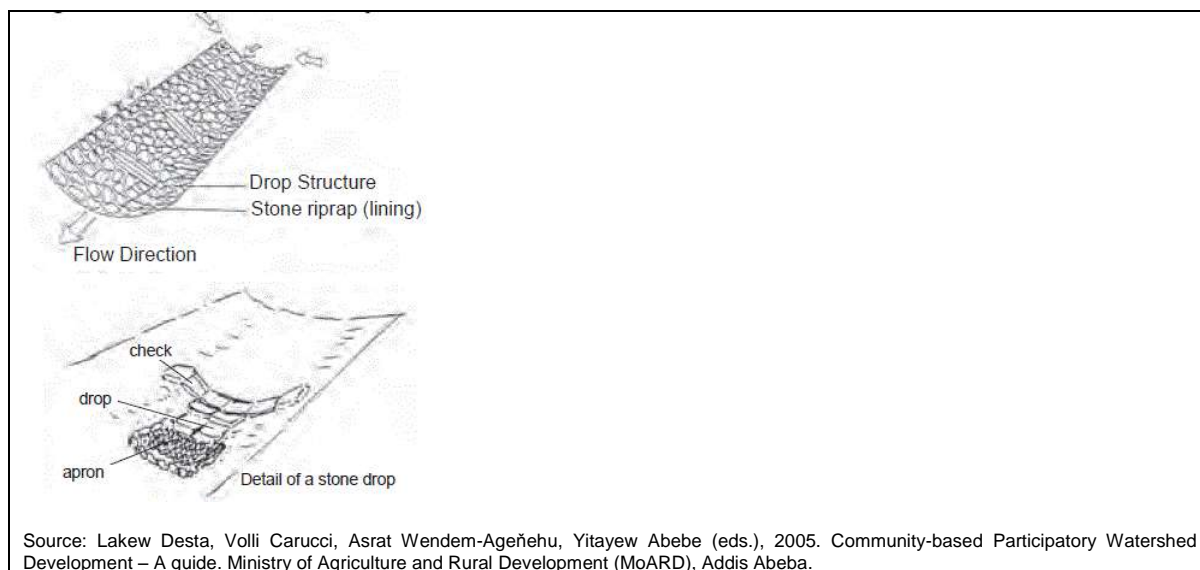 Drop Structure
Stone riprap (lining)
Flow Direction
check
drop
apron
Detail of a stone drop
Source: Lakew Desta, Volli Carucci, Asrat Wendem-Ageňehu, Yitayew Abebe (eds.), 2005. Community-based Participatory Watershed
Development – A guide. Ministry of Agriculture and Rural Development (MoARD), Addis Abeba.